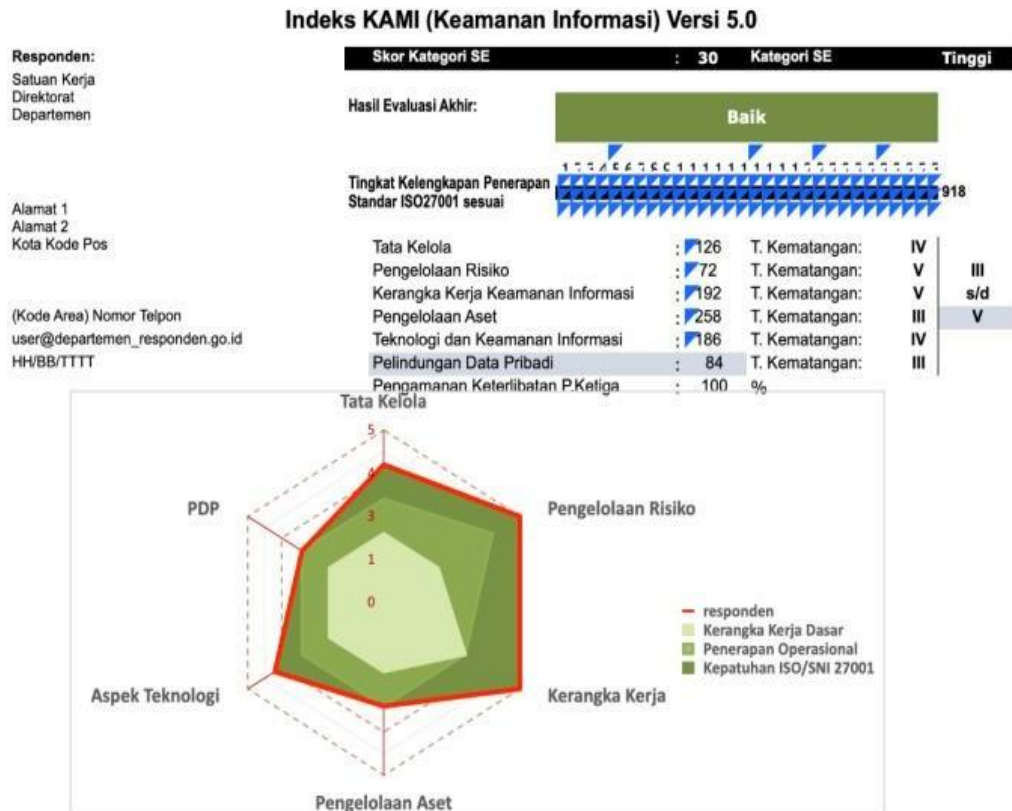 Indeks KAMI (Keamanan Informasi) Versi 5.0
Responden:
Satuan Kerja
Direktorat
Departemen
Alamat 1
Alamat 2
Kota Kode Pos
(Kode Area) Nomor Telpon
user@departemen_responden.go.id
HH/BB/TTTT
Skor Kategori SE : 30 Kategori SE Tinggi
Hasil Evaluasi Akhir: Baik
Tingkat Kelengkapan Penerapan
Standar ISO27001 sesuai 918
Tata Kelola : 126 T. Kematangan: IV
Pengelolaan Risiko : 72 T. Kematangan: V III
Kerangka Kerja Keamanan Informasi : 192 T. Kematangan: V s/d
Pengelolaan Aset : 258 T. Kematangan: III V
Teknologi dan Keamanan Informasi : 186 T. Kematangan: IV
Pelindungan Data Pribadi : 84 T. Kematangan: III
Pengamanan Keterlibatan P.Ketiga : 100 %
Tata Kelola
5
4
3
1
0
PDP
Pengelolaan Risiko
Aspek Teknologi
Kerangka Kerja
Pengelolaan Aset
responden
Kerangka Kerja Dasar
Penerapan Operasional
Kepatuhan ISO/SNI 27001